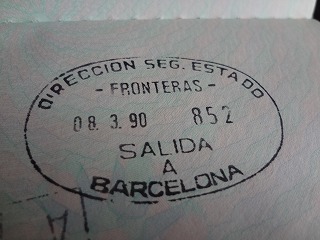 DIRECCION SEG. ESTADO
- FRONTERAS -
08. 3. 90 852
SALIDA
A
BARCELONA